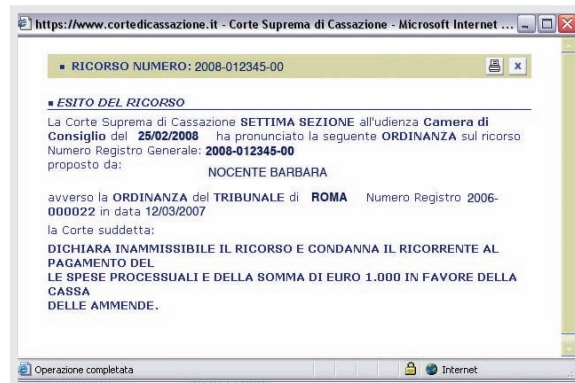 https://www.cortedicassazione.it - Corte Suprema di Cassazione - Microsoft Internet ...
RICORSO NUMERO: 2008-012345-00
ESITO DEL RICORSO
La Corte Suprema di Cassazione SETTIMA SEZIONE all'udienza Camera di
Consiglio del 25/02/2008 ha pronunciato la seguente ORDINANZA sul ricorso
Numero Registro Generale: 2008-012345-00
proposto da:
NOCENTE BARBARA
avverso la ORDINANZA del TRIBUNALE di ROMA Numero Registro 2006-
000022 in data 12/03/2007
la Corte suddetta:
DICHIARA INAMMISSIBILE IL RICORSO E CONDANNA IL RICORRENTE AL
PAGAMENTO DEL
LE SPESE PROCESSUALI E DELLA SOMMA DI EURO 1.000 IN FAVORE DELLA
CASSA
DELLE AMMENDE.
Operazione completata Internet